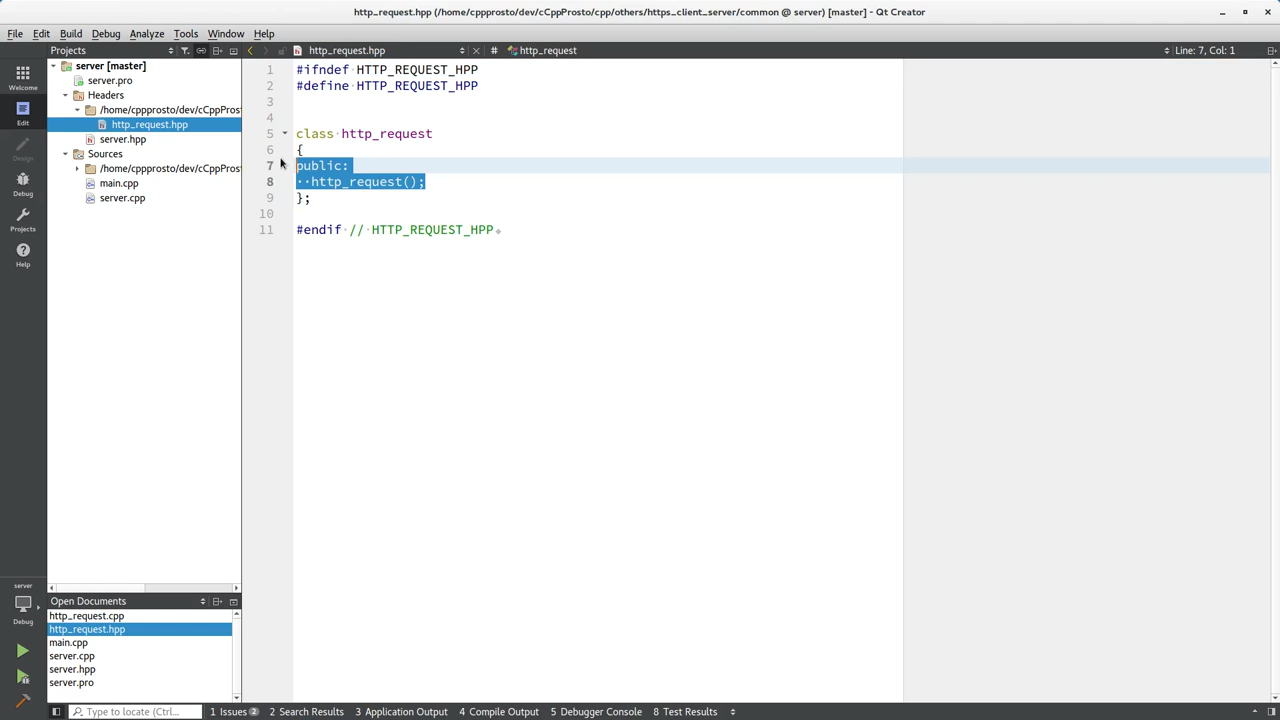 http_request.hpp (/home/cppprosto/dev/cCppProsto/cpp/others/https_client_server/common @ server) [master] - Qt Creator
File Edit Build Debug Analyze Tools Window Help
Projects
http_request.hpp
# http_request
Line: 7, Col: 1
Welcome
Edit
Design
Debug
Projects
Help
server [master]
server.pro
Headers
/home/cppprosto/dev/cCppPros
http_request.hpp
server.hpp
Sources
/home/cppprosto/dev/cCppPros
main.cpp
server.cpp
1 #ifndef HTTP_REQUEST_HPP
2 #define HTTP_REQUEST_HPP
3
4
5 class http_request
6 {
7 public:
8 http_request();
9 };
10
11 #endif // HTTP_REQUEST_HPP
Open Documents
http_request.cpp
http_request.hpp
main.cpp
server.cpp
server.hpp
server.pro
server
Debug
Type to locate (Ctrl...
1 Issues 2
2 Search Results
3 Application Output
4 Compile Output
5 Debugger Console
8 Test Results